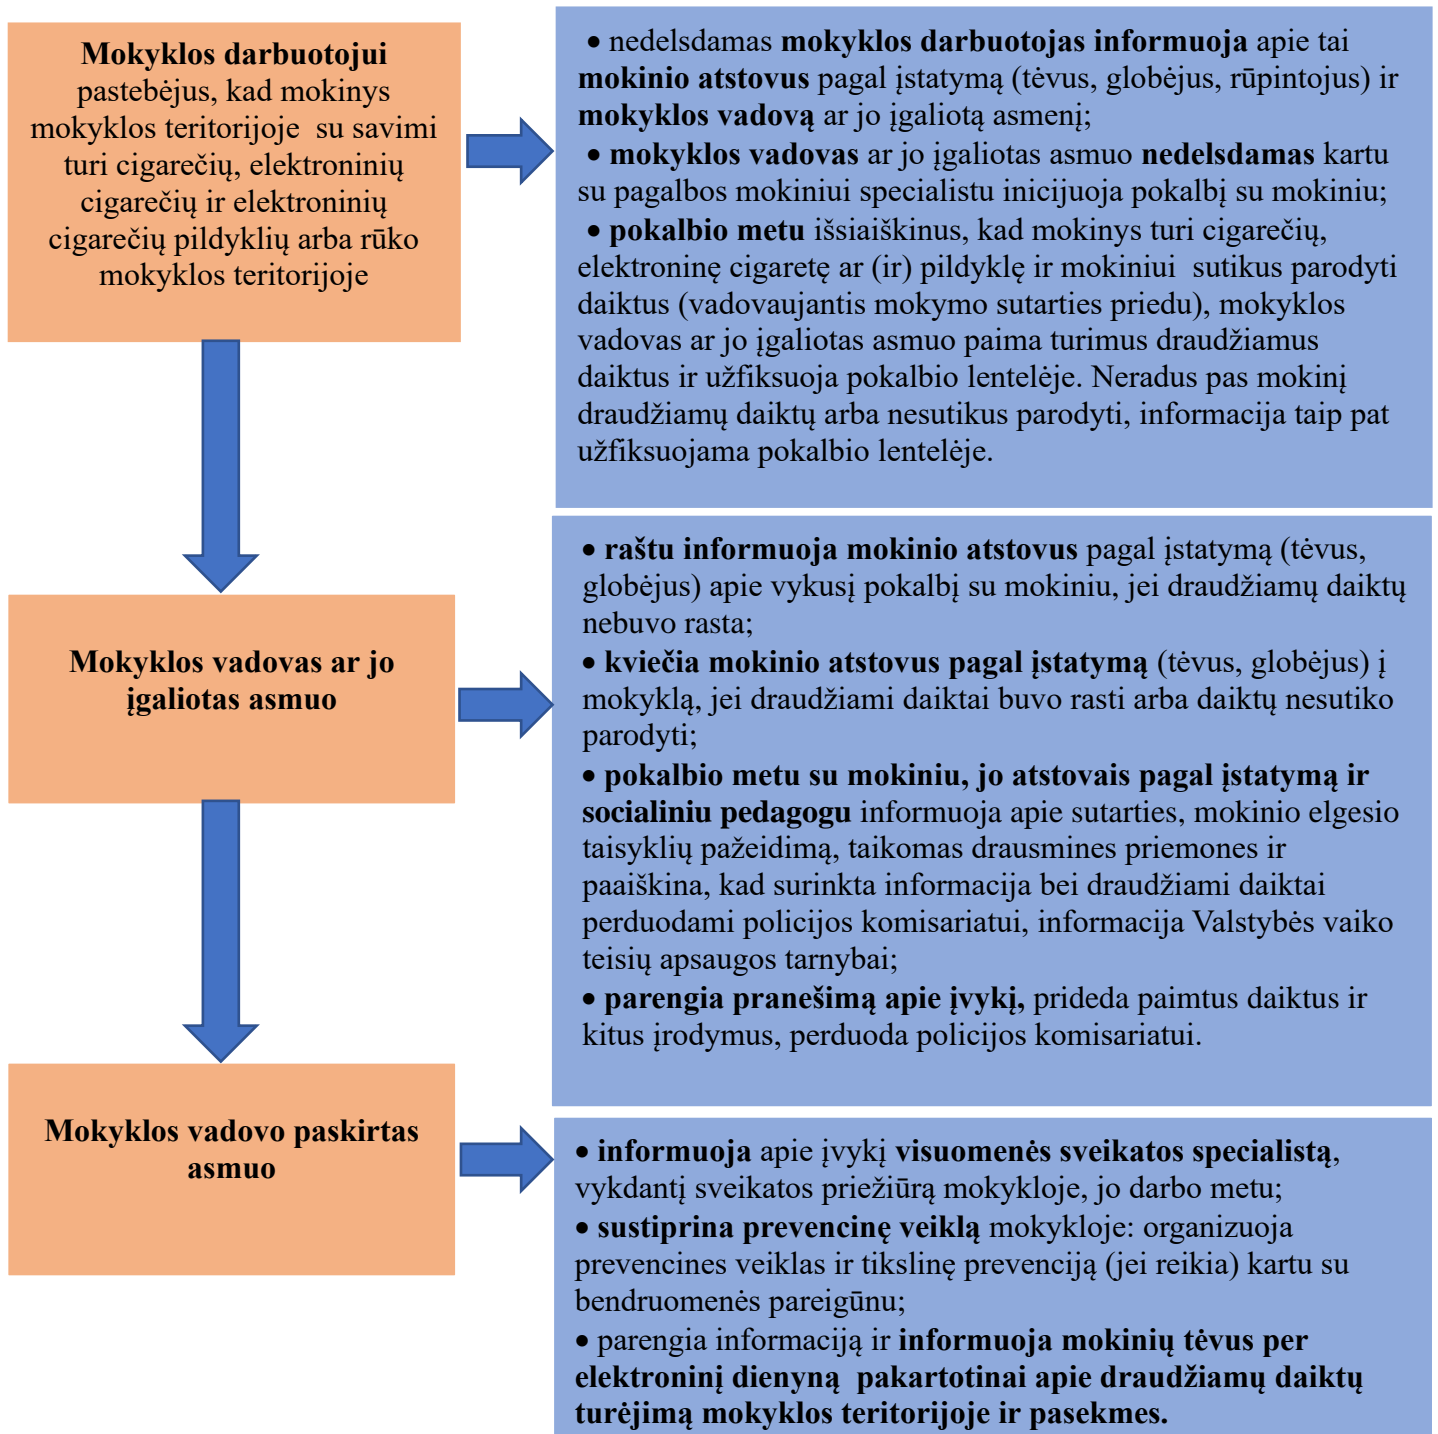 Mokyklos darbuotojui
pastebėjus, kad mokinys
mokyklos teritorijoje su savimi
turi cigarečių, elektroninių
cigarečių ir elektroninių
cigarečių pildyklių arba rūko
mokyklos teritorijoje
• nedelsdamas mokyklos darbuotojas informuoja apie tai
mokinio atstovus pagal įstatymą (tėvus, globėjus, rūpintojus) ir
mokyklos vadovą ar jo įgaliotą asmenį;
• mokyklos vadovas ar jo įgaliotas asmuo nedelsdamas kartu
su pagalbos mokiniui specialistu inicijuoja pokalbį su mokiniu;
• pokalbio metu išsiaiškinus, kad mokinys turi cigarečių,
elektroninę cigaretę ar (ir) pildyklę ir mokiniui sutikus parodyti
daiktus (vadovaujantis mokymo sutarties priedu), mokyklos
vadovas ar jo įgaliotas asmuo paima turimus draudžiamus
daiktus ir užfiksuoja pokalbio lentelėje. Neradus pas mokinį
draudžiamų daiktų arba nesutikus parodyti, informacija taip pat
užfiksuojama pokalbio lentelėje.
Mokyklos vadovas ar jo
įgaliotas asmuo
• raštu informuoja mokinio atstovus pagal įstatymą (tėvus,
globėjus) apie vykusį pokalbį su mokiniu, jei draudžiamų daiktų
nebuvo rasta;
• kviečia mokinio atstovus pagal įstatymą (tėvus, globėjus) į
mokyklą, jei draudžiami daiktai buvo rasti arba daiktų nesutiko
parodyti;
• pokalbio metu su mokiniu, jo atstovais pagal įstatymą ir
socialiniu pedagogu informuoja apie sutarties, mokinio elgesio
taisyklių pažeidimą, taikomas drausmines priemones ir
paaiškina, kad surinkta informacija bei draudžiami daiktai
perduodami policijos komisariatui, informacija Valstybės vaiko
teisių apsaugos tarnybai;
• parengia pranešimą apie įvykį, prideda paimtus daiktus ir
kitus įrodymus, perduoda policijos komisariatui.
Mokyklos vadovo paskirtas
asmuo
• informuoja apie įvykį visuomenės sveikatos specialistą,
vykdantį sveikatos priežiūrą mokykloje, jo darbo metu;
• sustiprina prevencinę veiklą mokykloje: organizuoja
prevencines veiklas ir tikslinę prevenciją (jei reikia) kartu su
bendruomenės pareigūnu;
• parengia informaciją ir informuoja mokinių tėvus per
elektroninį dienyną pakartotinai apie draudžiamų daiktų
turėjimą mokyklos teritorijoje ir pasekmes.